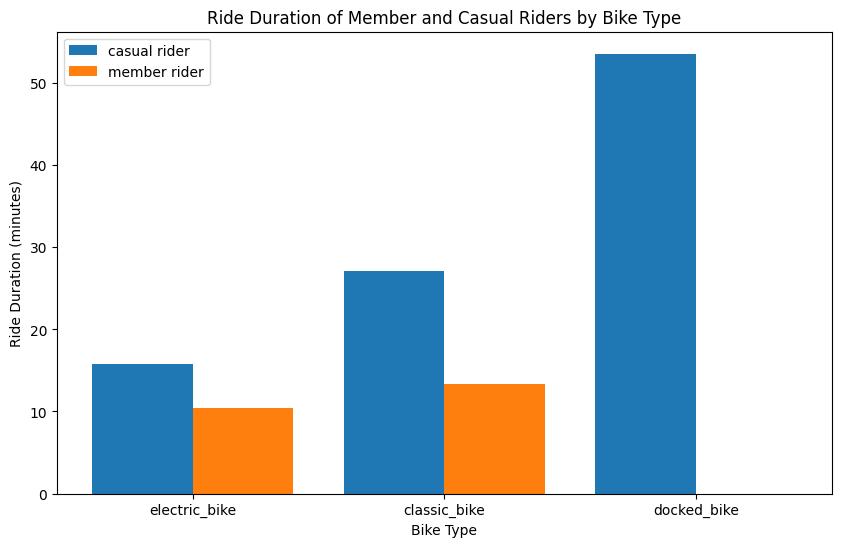 Ride Duration of Member and Casual Riders by Bike Type
casual rider
member rider
Ride Duration (minutes)
50
40
30
20
10
0
electric_bike
classic_bike
docked_bike
Bike Type